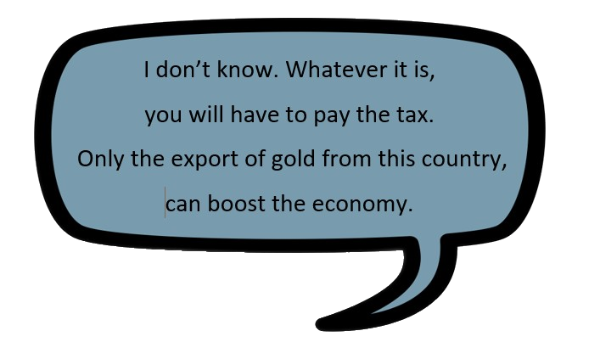 I don’t know. Whatever it is,
you will have to pay the tax.
Only the export of gold from this country,
can boost the economy.